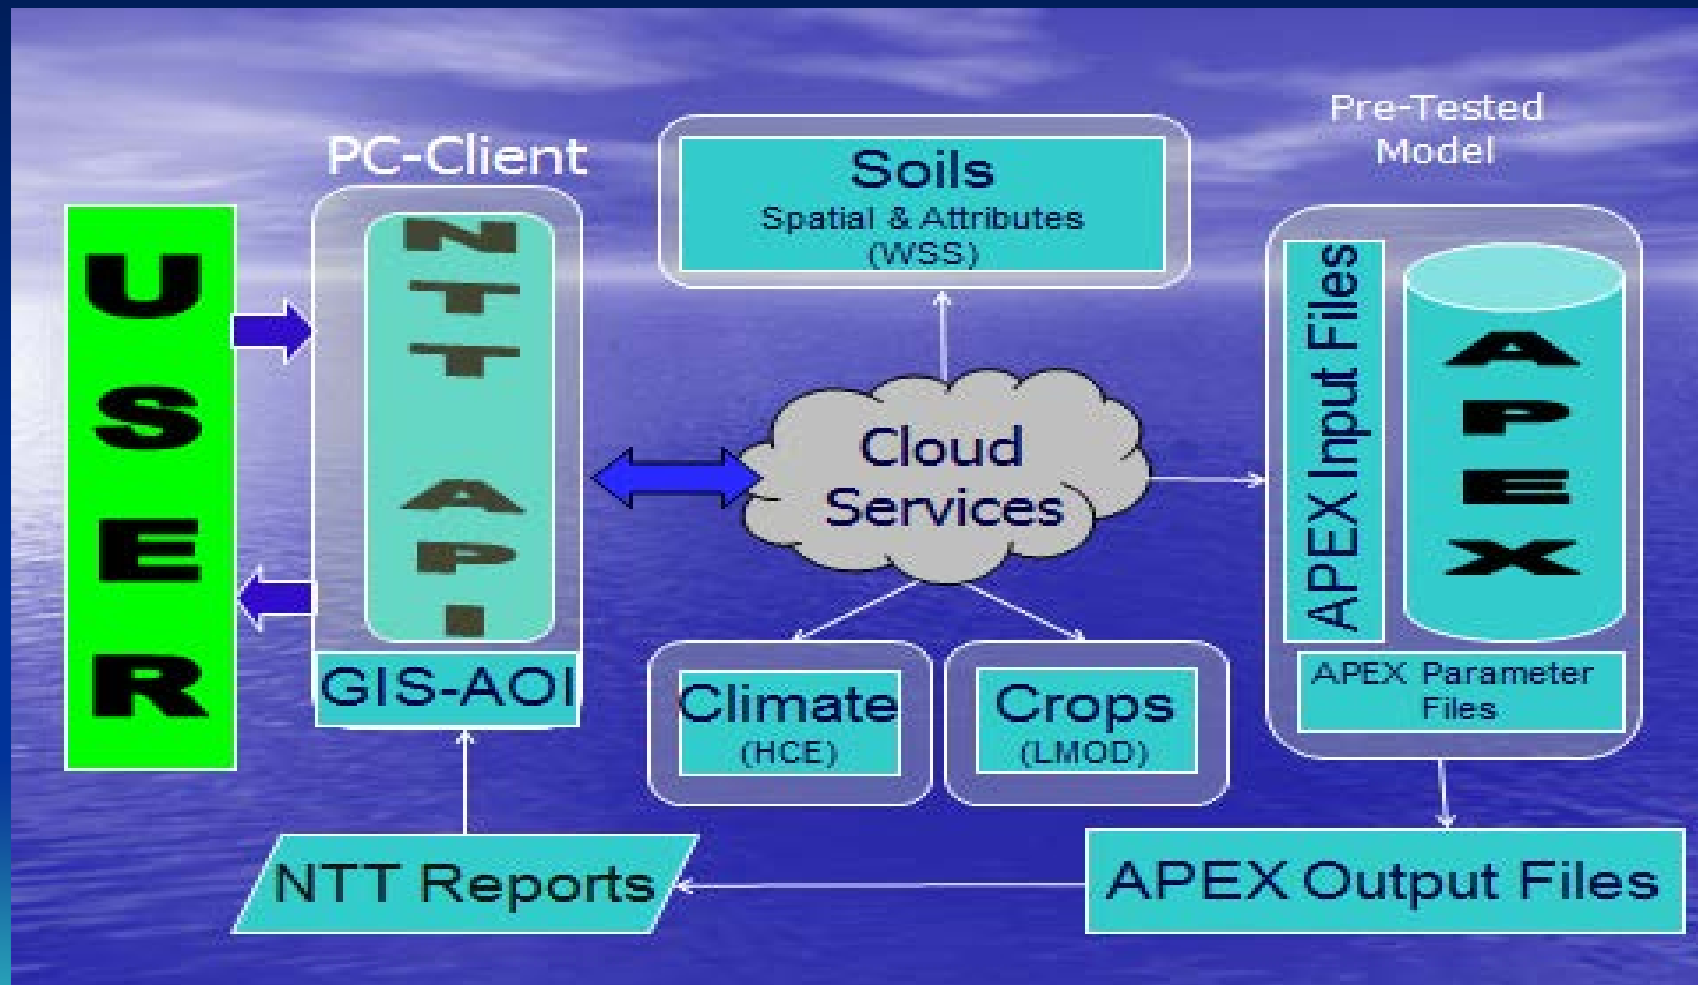 USER
PC-Client
NTT API
GIS-AOI
Soils
Spatial & Attributes
(WSS)
Cloud
Services
Climate
(HCE)
Crops
(LMOD)
Pre-Tested
Model
APEX Input Files
APEX
APEX Parameter
Files
NTT Reports
APEX Output Files